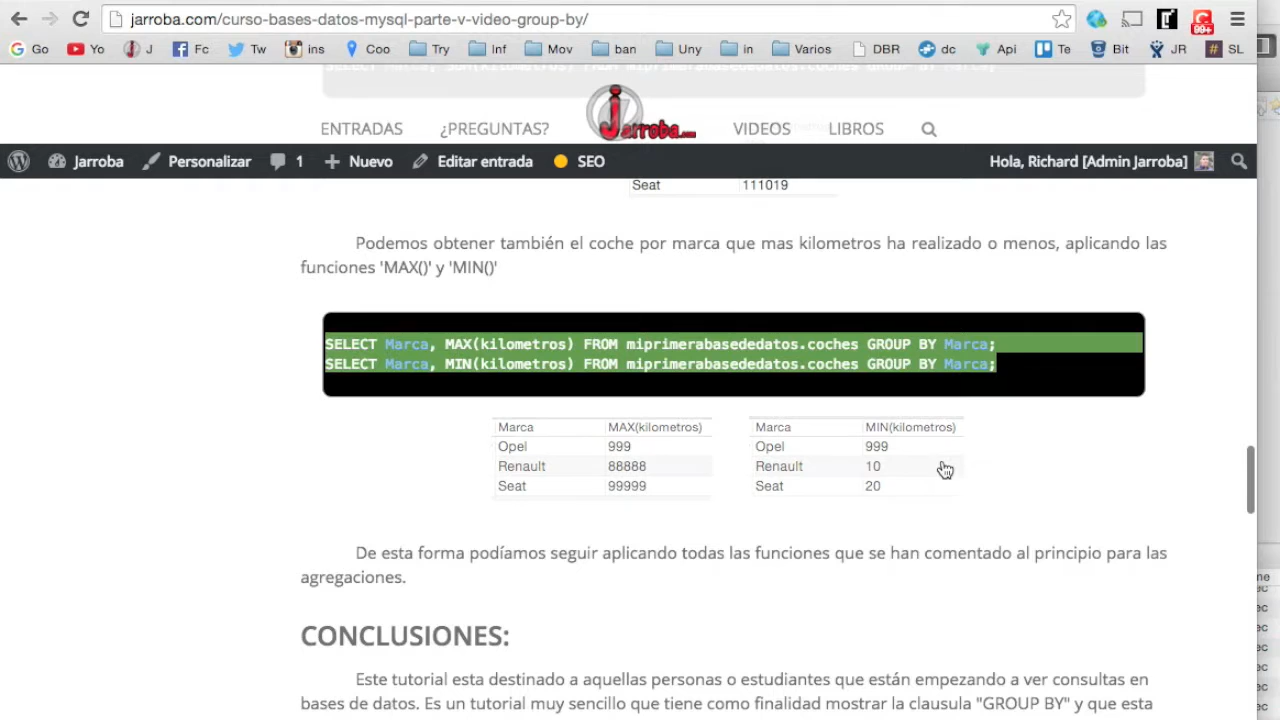 jarroba.com/curso-bases-datos-mysql-parte-v-video-group-by/
99+
Go Yo J Fc Tw ins Coo Try Inf Mov ban Uny in Varios DBR dc Api Te Bit JR SL
ENTRADAS ¿PREGUNTAS? Jarroba.com VIDEOS LIBROS
Jarroba Personalizar 1 Nuevo Editar entrada SEO Hola, Richard [Admin Jarroba]
Seat 111019
Podemos obtener también el coche por marca que mas kilometros ha realizado o menos, aplicando las
funciones 'MAX()' y 'MIN()'
SELECT Marca, MAX(kilometros) FROM miprimerabasededatos.coches GROUP BY Marca;
SELECT Marca, MIN(kilometros) FROM miprimerabasededatos.coches GROUP BY Marca;
Marca MAX(kilometros)
Opel 999
Renault 88888
Seat 99999
Marca MIN(kilometros)
Opel 999
Renault 10
Seat 20
De esta forma podíamos seguir aplicando todas las funciones que se han comentado al principio para las
agregaciones.
CONCLUSIONES:
Este tutorial esta destinado a aquellas personas o estudiantes que están empezando a ver consultas en
bases de datos. Es un tutorial muy sencillo que tiene como finalidad mostrar la clausula "GROUP BY" y que esta